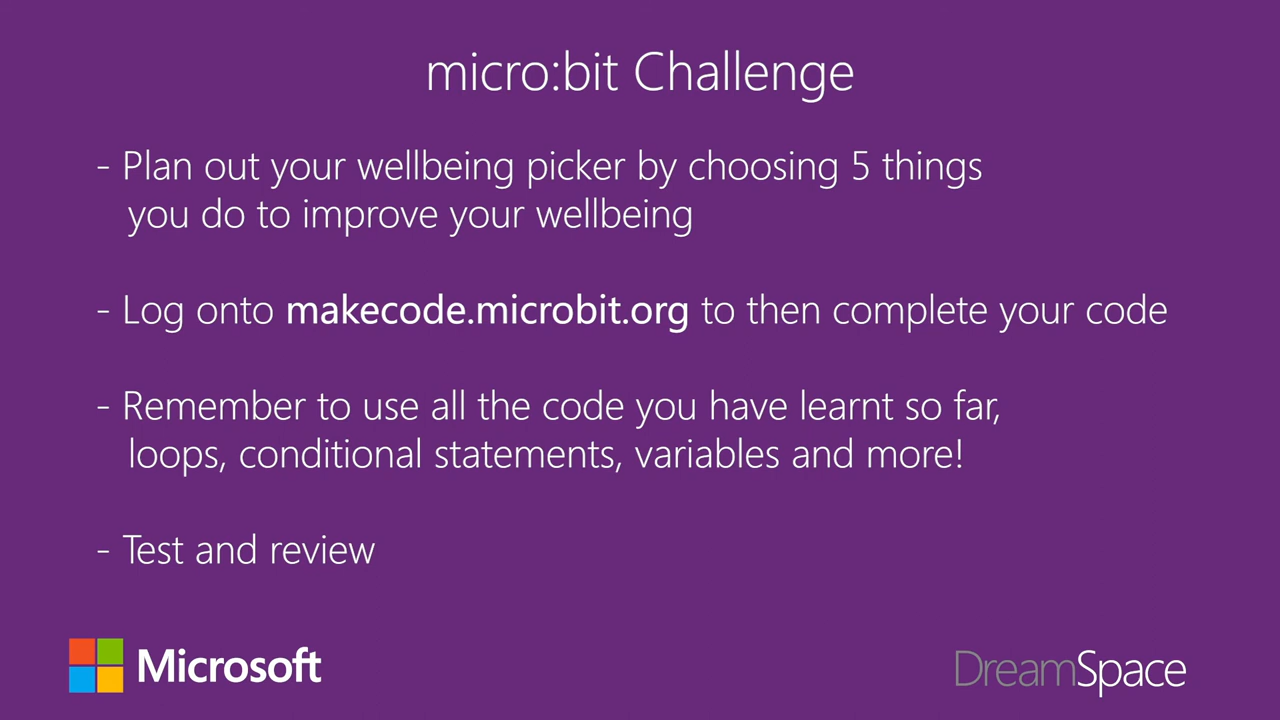 micro:bit Challenge
- Plan out your wellbeing picker by choosing 5 things
you do to improve your wellbeing
- Log onto makecode.microbit.org to then complete your code
- Remember to use all the code you have learnt so far,
loops, conditional statements, variables and more!
- Test and review
Microsoft
DreamSpace